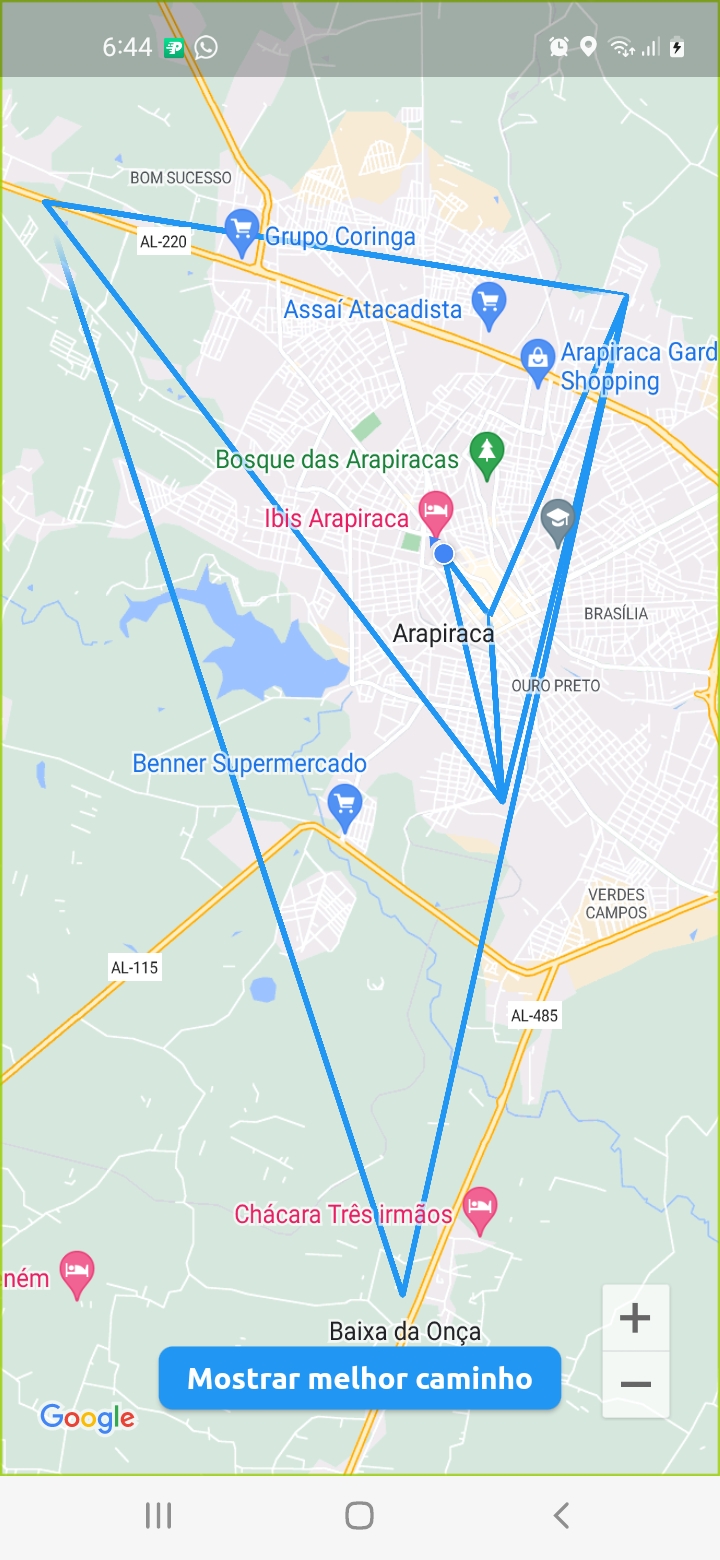 6:44
BOM SUCESSO
AL-220
Grupo Coringa
Assaí Atacadista
Arapiraca Gard
Shopping
Bosque das Arapiracas
Ibis Arapiraca
Arapiraca
BRASÍLIA
OURO PRETO
Benner Supermercado
VERDES
CAMPOS
AL-115
AL-485
Chácara Três irmãos
ném
Baixa da Onça
Mostrar melhor caminho
Google